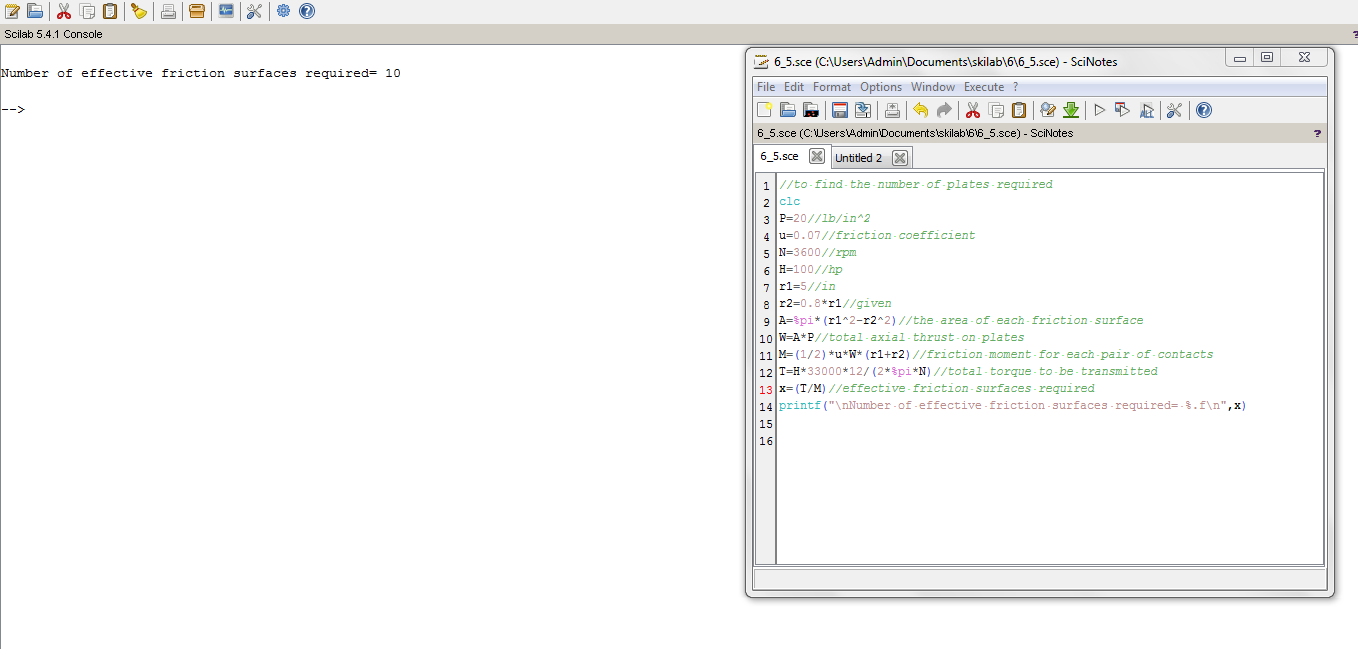 Scilab 5.4.1 Console
?
Number of effective friction surfaces required= 10
-->
6_5.sce (C:\Users\Admin\Documents\skilab\6\6_5.sce) - SciNotes
File Edit Format Options Window Execute ?
6_5.sce (C:\Users\Admin\Documents\skilab\6\6_5.sce) - SciNotes ?
6_5.sce Untitled 2
1 //to find the number of plates required
2 clc
3 P=20//lb/in^2
4 u=0.07//friction coefficient
5 N=3600//rpm
6 H=100//hp
7 r1=5//in
8 r2=0.8*r1//given
9 A=%pi*(r1^2-r2^2)//the area of each friction surface
10 W=A*P//total axial thrust on plates
11 M=(1/2)*u*W*(r1+r2)//friction moment for each pair of contacts
12 T=H*33000*12/(2*%pi*N)//total torque to be transmitted
13 x=(T/M)//effective friction surfaces required
14 printf("\nNumber of effective friction surfaces required= %.f\n",x)
15
16